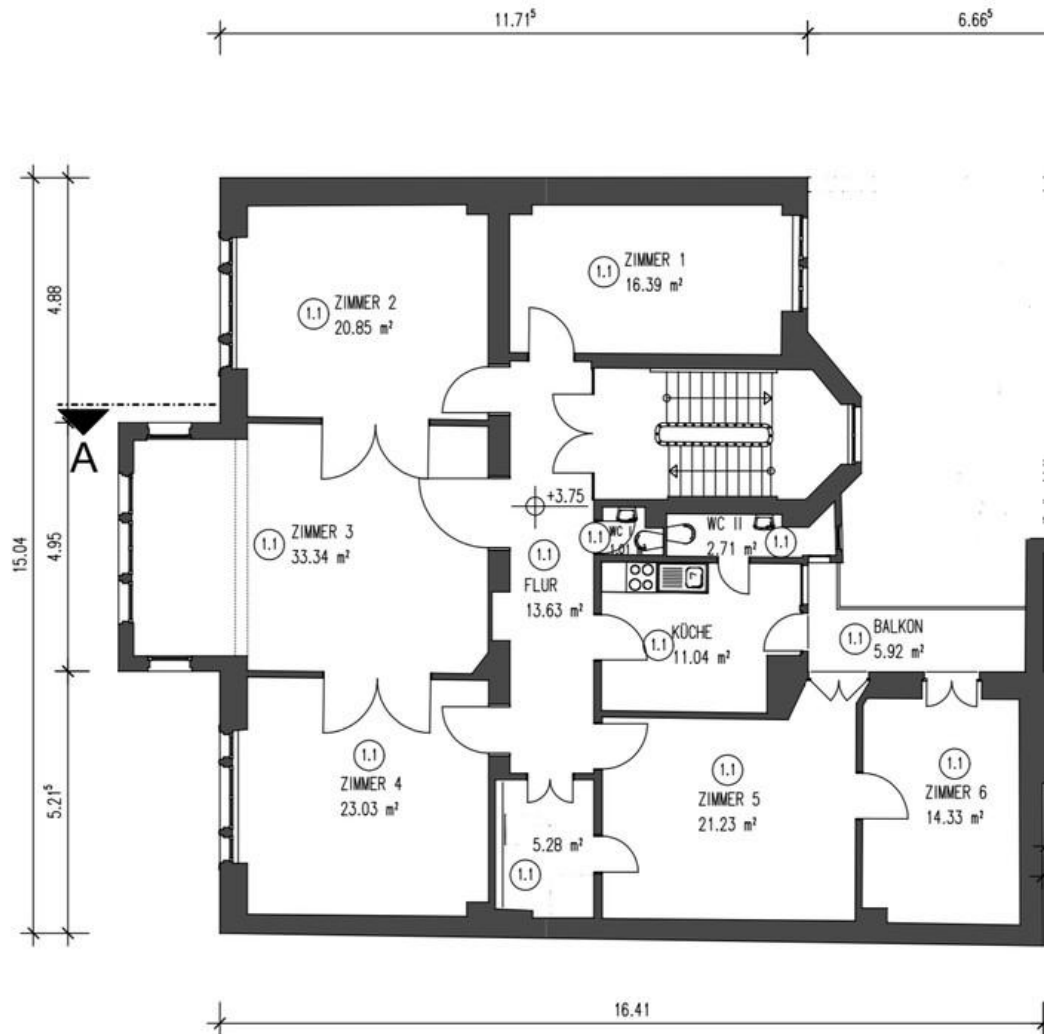 11.71⁵
6.66⁵
15.04
4.88
4.95
5.21⁵
A
1.1
ZIMMER 1
16.39 m²
1.1
ZIMMER 2
20.85 m²
+3.75
1.1
ZIMMER 3
33.34 m²
1.1
WC I
1.01
WC II
1.1
2.71 m²
1.1
FLUR
13.63 m²
1.1
KÜCHE
11.04 m²
1.1
BALKON
5.92 m²
1.1
ZIMMER 4
23.03 m²
1.1
ZIMMER 5
21.23 m²
1.1
ZIMMER 6
14.33 m²
5.28 m²
1.1
16.41